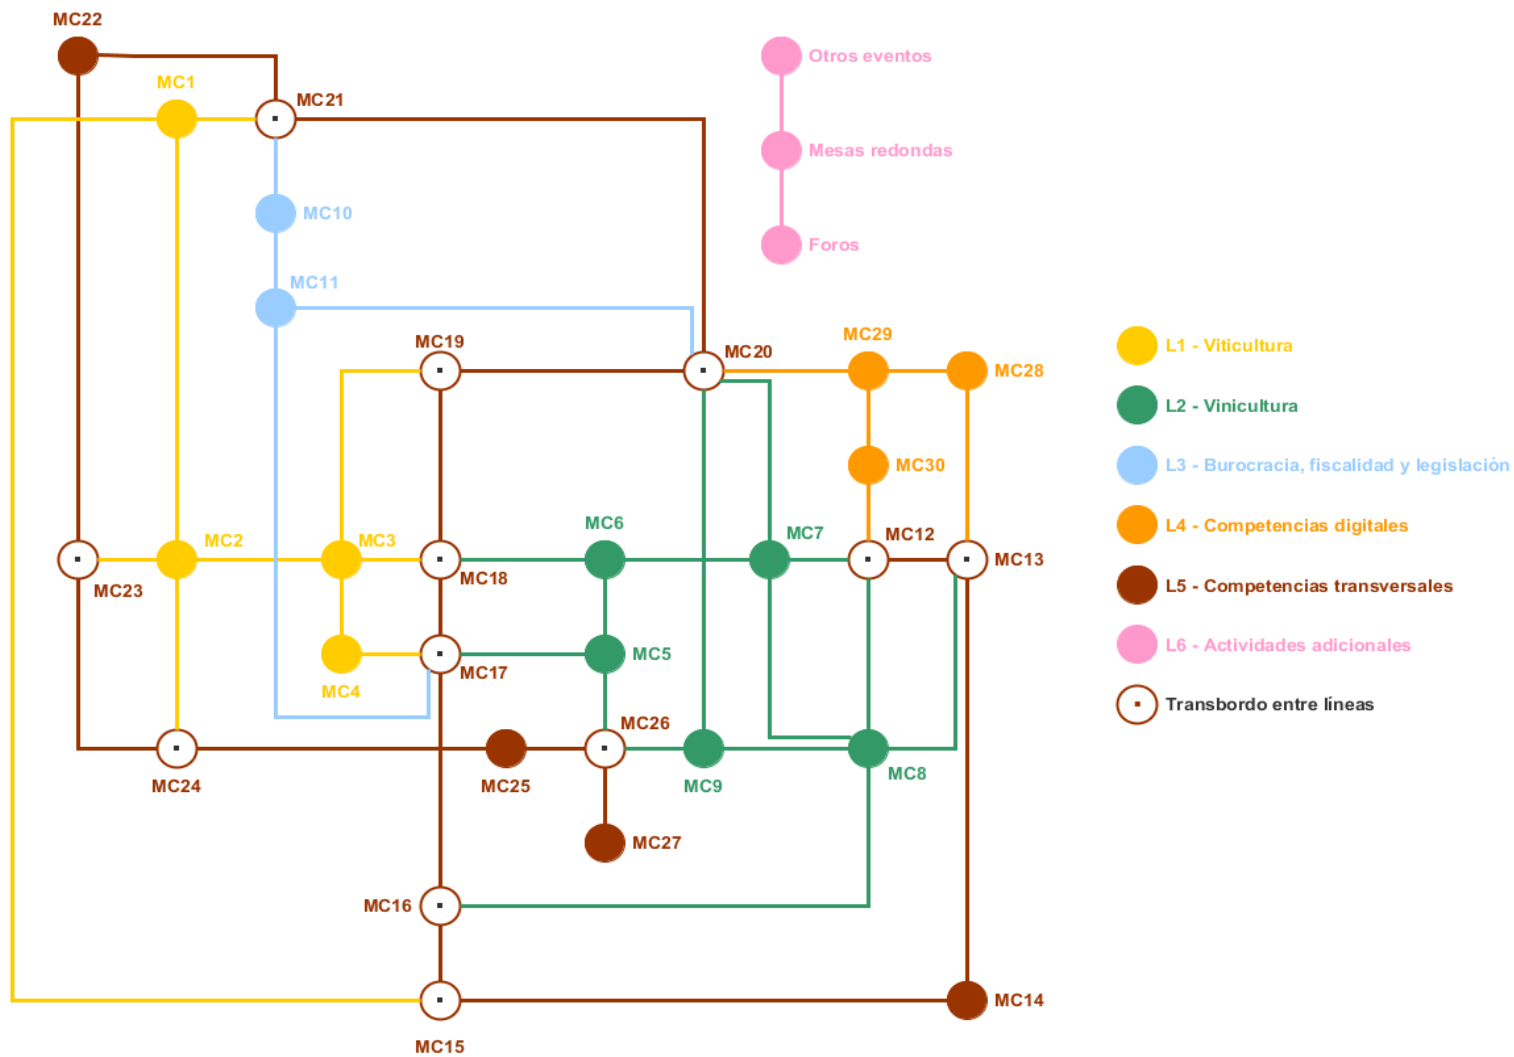 MC22
Otros eventos
MC1
MC21
Mesas redondas
MC10
Foros
MC11
MC19
MC20
MC29
MC28
L1 - Viticultura
L2 - Vinicultura
MC30
L3 - Burocracia, fiscalidad y legislación
MC2
MC3
MC6
MC7
MC12
MC13
L4 - Competencias digitales
MC23
MC18
L5 - Competencias transversales
MC4
MC17
MC5
L6 - Actividades adicionales
MC26
Transbordo entre líneas
MC24
MC25
MC9
MC8
MC27
MC16
MC14
MC15